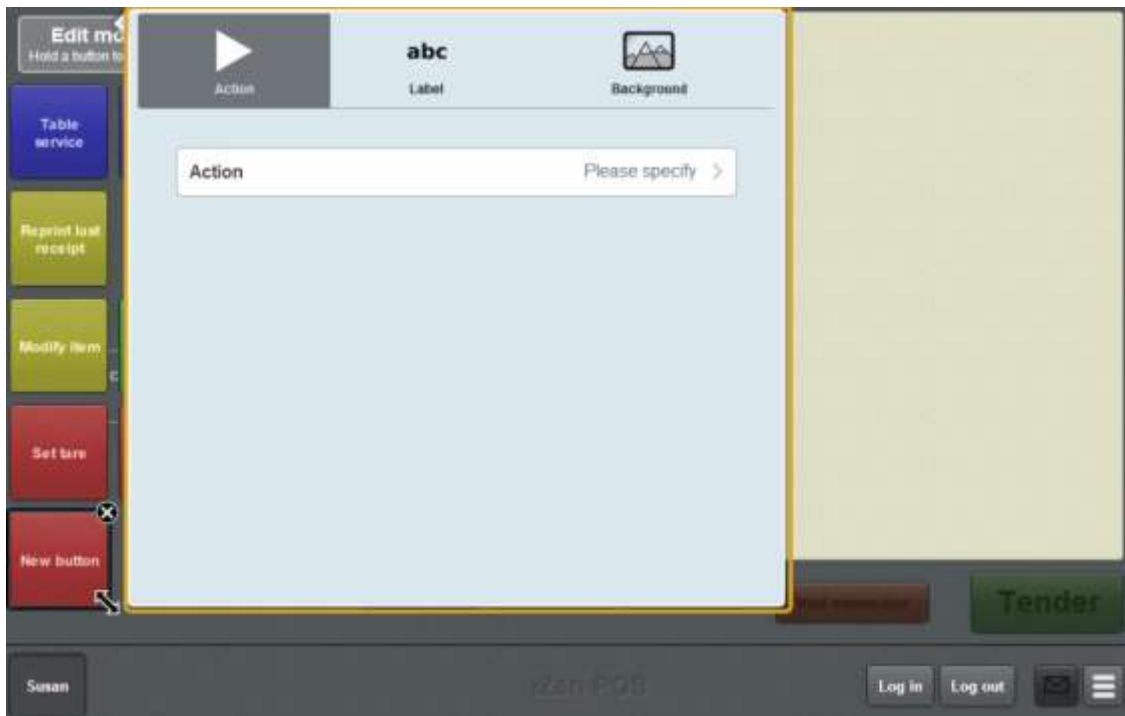 Edit mo
Hold a button to
abc
Action
Label
Background
Table
service
Action
Please specify
Reprint last
receipt
Modify item
Set tare
New button
Tender
Susan
Log in
Log out